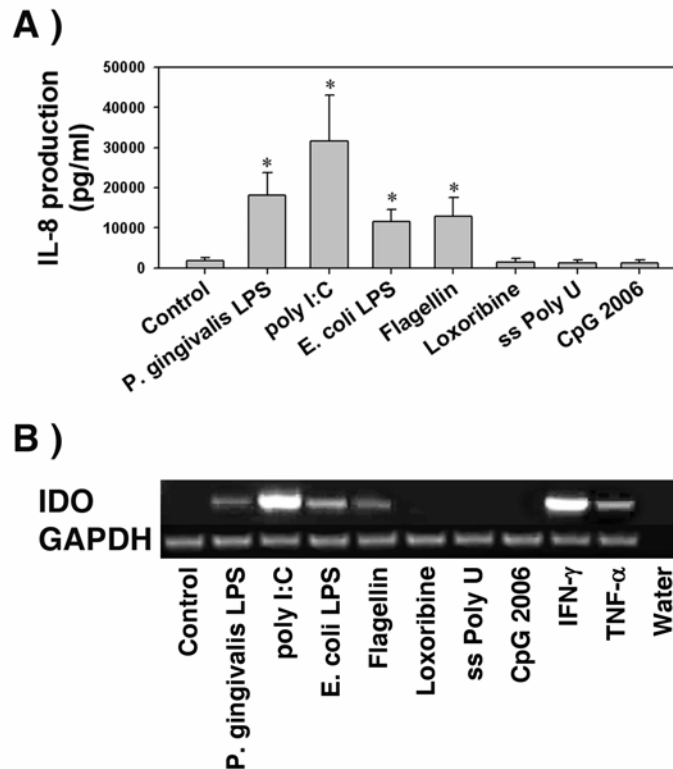 A )
IL-8 production
(pg/ml)
50000
40000
30000
20000
10000
0
* * * *
Control
P. gingivalis LPS
poly I:C
E. coli LPS
Flagellin
Loxoribine
ss Poly U
CpG 2006
B )
IDO
GAPDH
Control
P. gingivalis LPS
poly I:C
E. coli LPS
Flagellin
Loxoribine
ss Poly U
CpG 2006
IFN-γ
TNF-α
Water